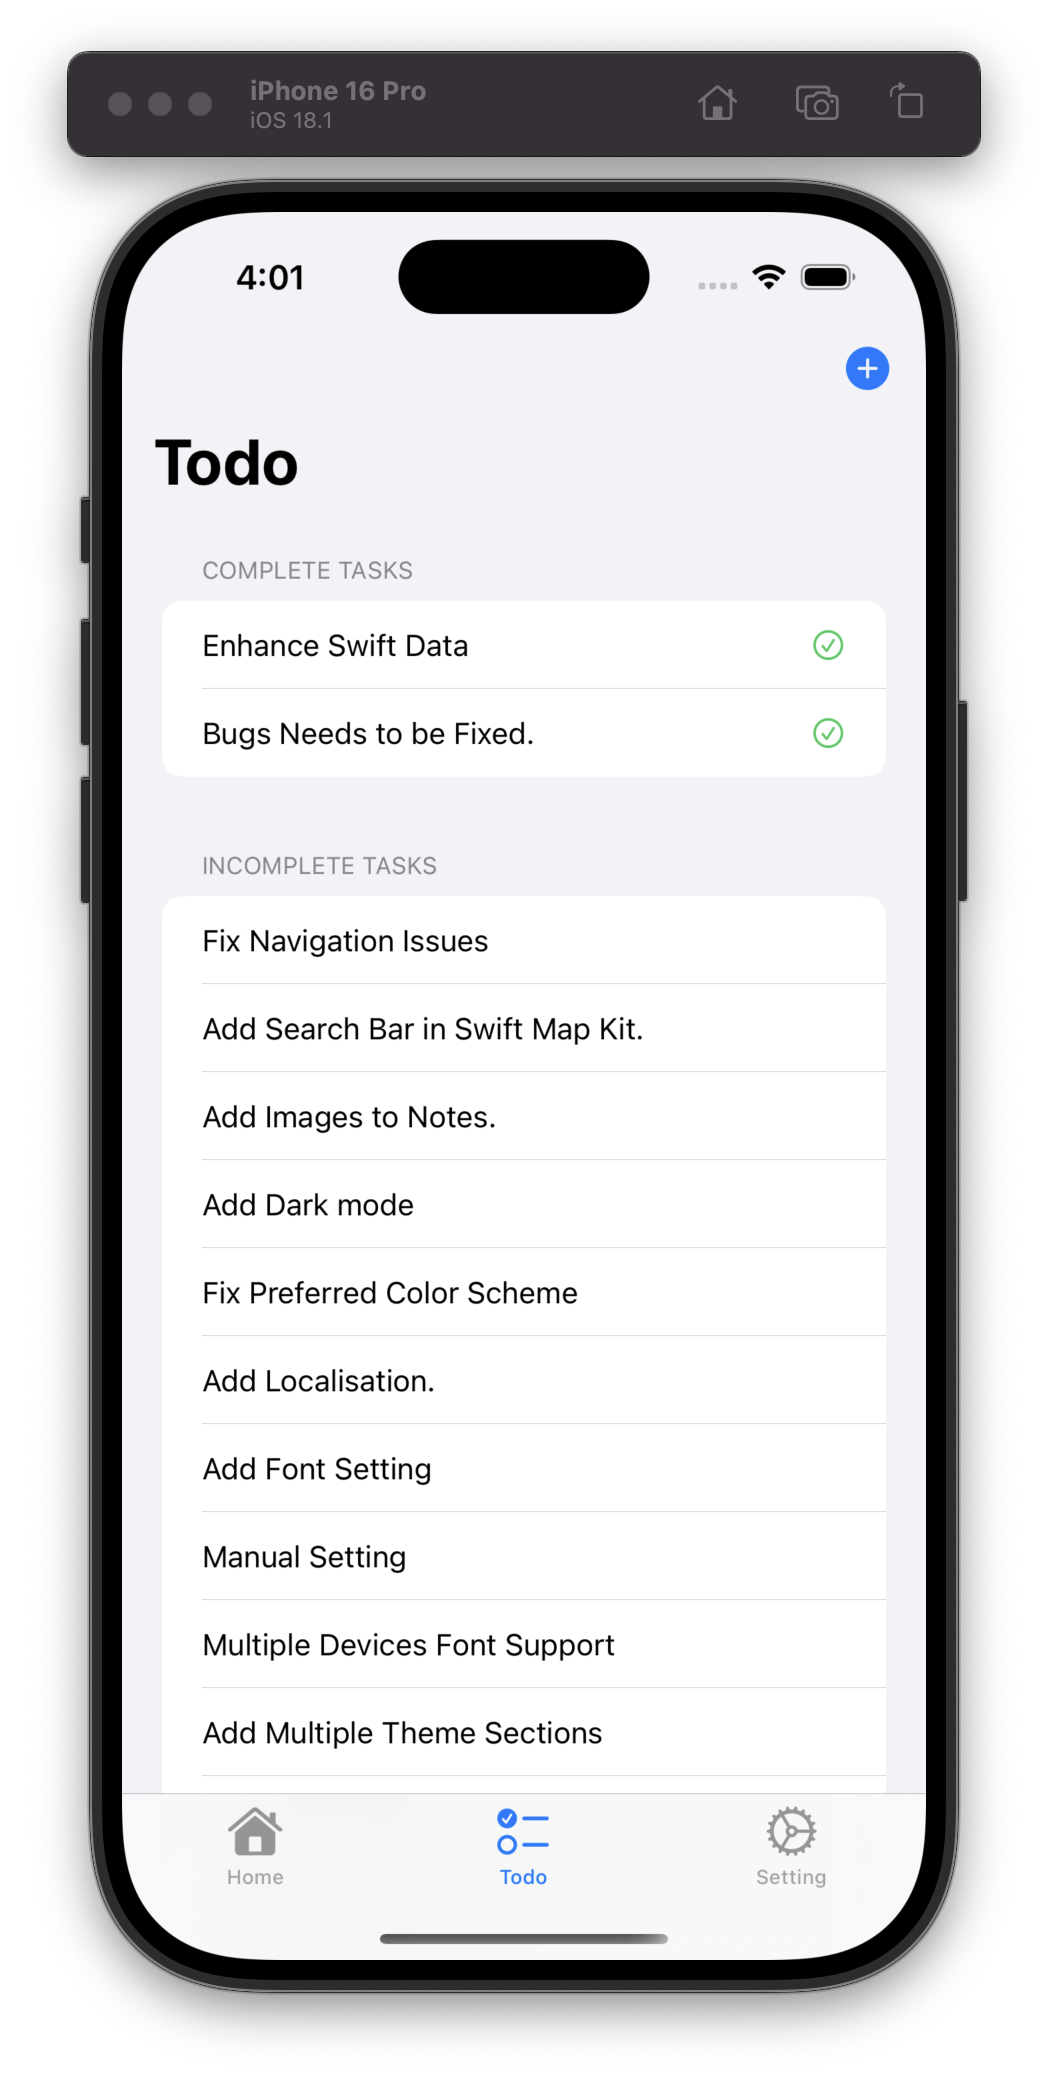 iPhone 16 Pro
iOS 18.1
4:01
Todo
COMPLETE TASKS
Enhance Swift Data
Bugs Needs to be Fixed.
INCOMPLETE TASKS
Fix Navigation Issues
Add Search Bar in Swift Map Kit.
Add Images to Notes.
Add Dark mode
Fix Preferred Color Scheme
Add Localisation.
Add Font Setting
Manual Setting
Multiple Devices Font Support
Add Multiple Theme Sections
Home
Todo
Setting